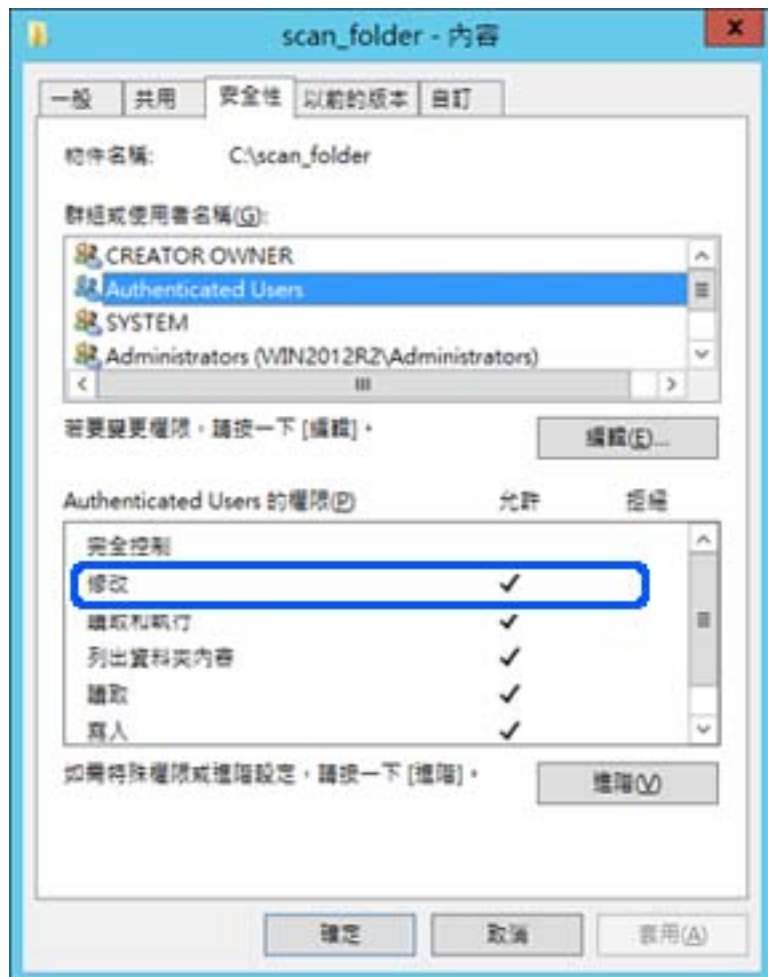 scan_folder - 內容
一般 共用 安全性 以前的版本 自訂
物件名稱: C:\scan_folder
群組或使用者名稱(G):
CREATOR OWNER
Authenticated Users
SYSTEM
Administrators (WIN2012R2\Administrators)
若要變更權限，請按一下 [編輯]。 編輯(E)...
Authenticated Users 的權限(P) 允許 拒絕
完全控制
修改
讀取和執行
列出資料夾內容
讀取
寫入
如需特殊權限或進階設定，請按一下 [進階]。 進階(V)
確定 取消 套用(A)